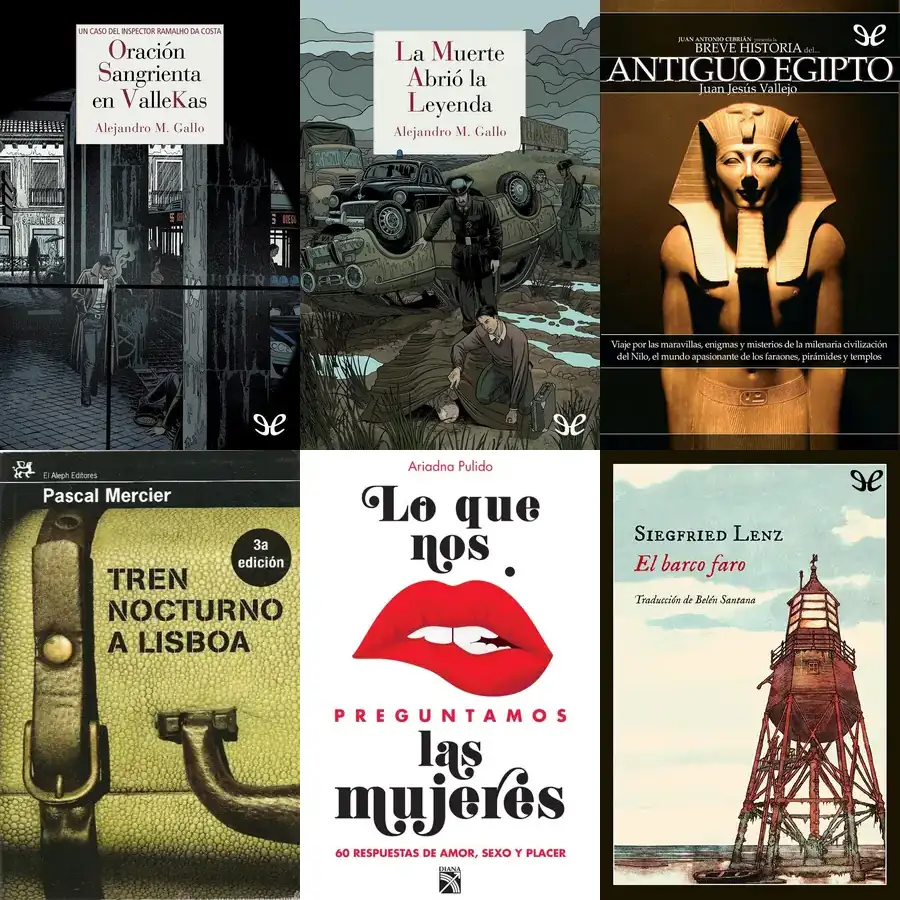 UN CASO DEL INSPECTOR RAMALHO DA COSTA
Oración
Sangrienta
en ValleKas
Alejandro M. Gallo
La Muerte
Abrió la
Leyenda
Alejandro M. Gallo
JUAN ANTONIO CEBRIÁN presenta la
BREVE HISTORIA del...
ANTIGUO EGIPTO
Juan Jesús Vallejo
Viaje por las maravillas, enigmas y misterios de la milenaria civilización
del Nilo, el mundo apasionante de los faraones, pirámides y templos
El Aleph Editores
Pascal Mercier
3a
edición
TREN
NOCTURNO
A LISBOA
Ariadna Pulido
Lo que
nos
PREGUNTAMOS
las
mujeres
60 RESPUESTAS DE AMOR, SEXO Y PLACER
DIANA
SIEGFRIED LENZ
El barco faro
Traducción de Belén Santana